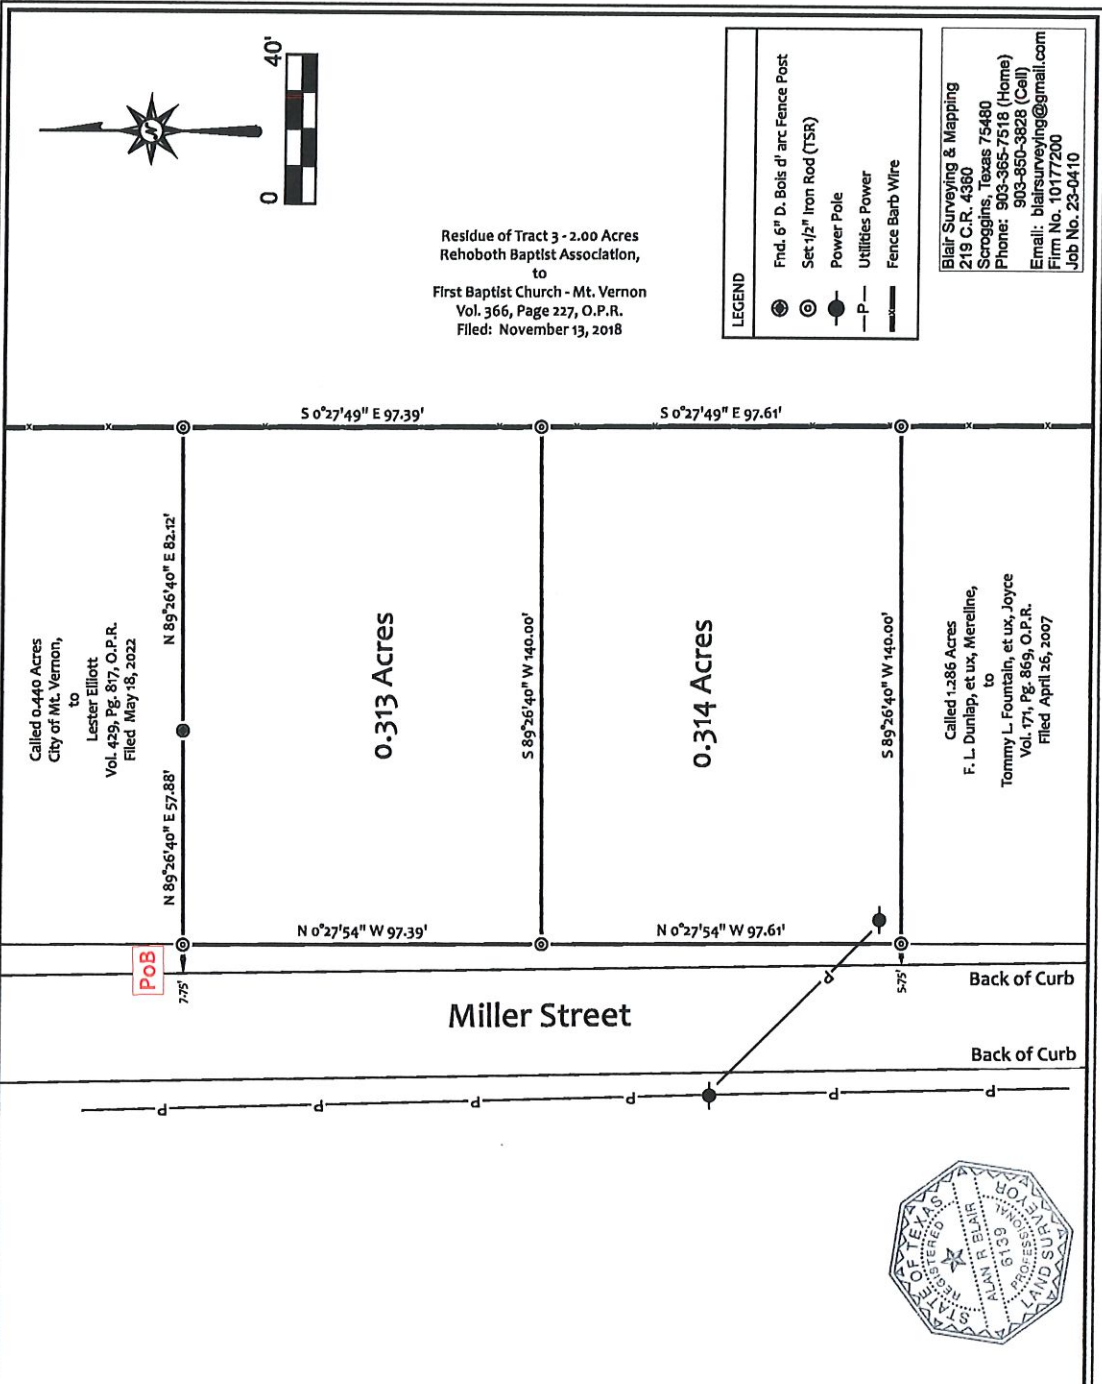 40'
0
N
Residue of Tract 3 - 2.00 Acres
Rehoboth Baptist Association,
to
First Baptist Church - Mt. Vernon
Vol. 366, Page 227, O.P.R.
Filed: November 13, 2018
LEGEND
Fnd. 6" D. Bois d' arc Fence Post
Set 1/2" Iron Rod (TSR)
Power Pole
—P— Utilities Power
x Fence Barb Wire
Blair Surveying & Mapping
219 C.R. 4360
Scroggins, Texas 75480
Phone: 903-365-7518 (Home)
903-850-3828 (Cell)
Email: blairsurveying@gmail.com
Firm No. 10177200
Job No. 23-0410
S 0°27'49" E 97.39'
S 0°27'49" E 97.61'
x x x x x x x x x x
Called 0.440 Acres
City of Mt. Vernon,
to
Lester Elliott
Vol. 429, Pg. 817, O.P.R.
Filed May 18, 2022
N 89°26'40" E 82.12'
N 89°26'40" E 57.88'
0.313 Acres
S 89°26'40" W 140.00'
0.314 Acres
S 89°26'40" W 140.00'
Called 1.286 Acres
F. L. Dunlap, et ux, Mereline,
to
Tommy L. Fountain, et ux, Joyce
Vol. 171, Pg. 869, O.P.R.
Filed April 26, 2007
N 0°27'54" W 97.39'
N 0°27'54" W 97.61'
PoB
7.75'
5.75'
Back of Curb
Miller Street
P
Back of Curb
P P P P P P
STATE OF TEXAS
REGISTERED
ALAN R BLAIR
6139
PROFESSIONAL
LAND SURVEYOR